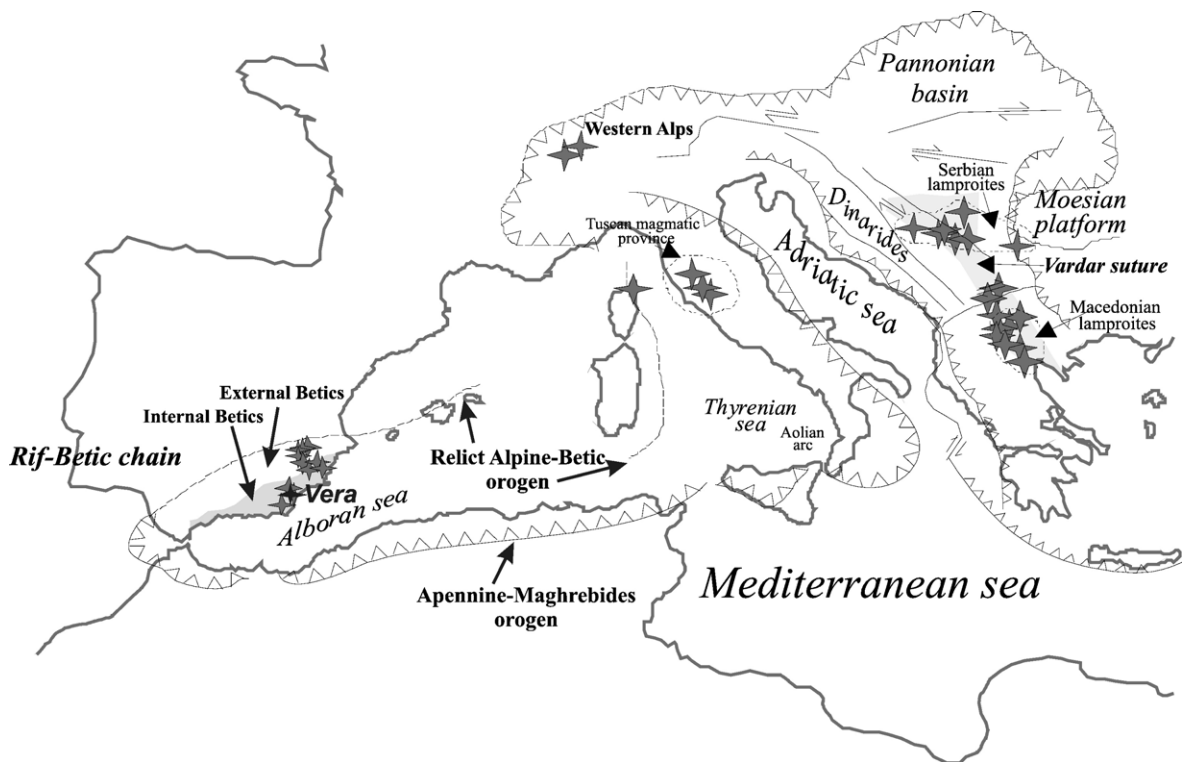 Pannonian
basin
Western Alps
Serbian
lamproites
Moesian
platform
Dinarides
Tuscan magmatic
province
Adriatic sea
Vardar suture
Macedonian
lamproites
External Betics
Internal Betics
Rif-Betic chain
Thyrenian
sea
Aolian
arc
Relict Alpine-Betic
orogen
Vera
Alboran sea
Mediterranean sea
Apennine-Maghrebides
orogen